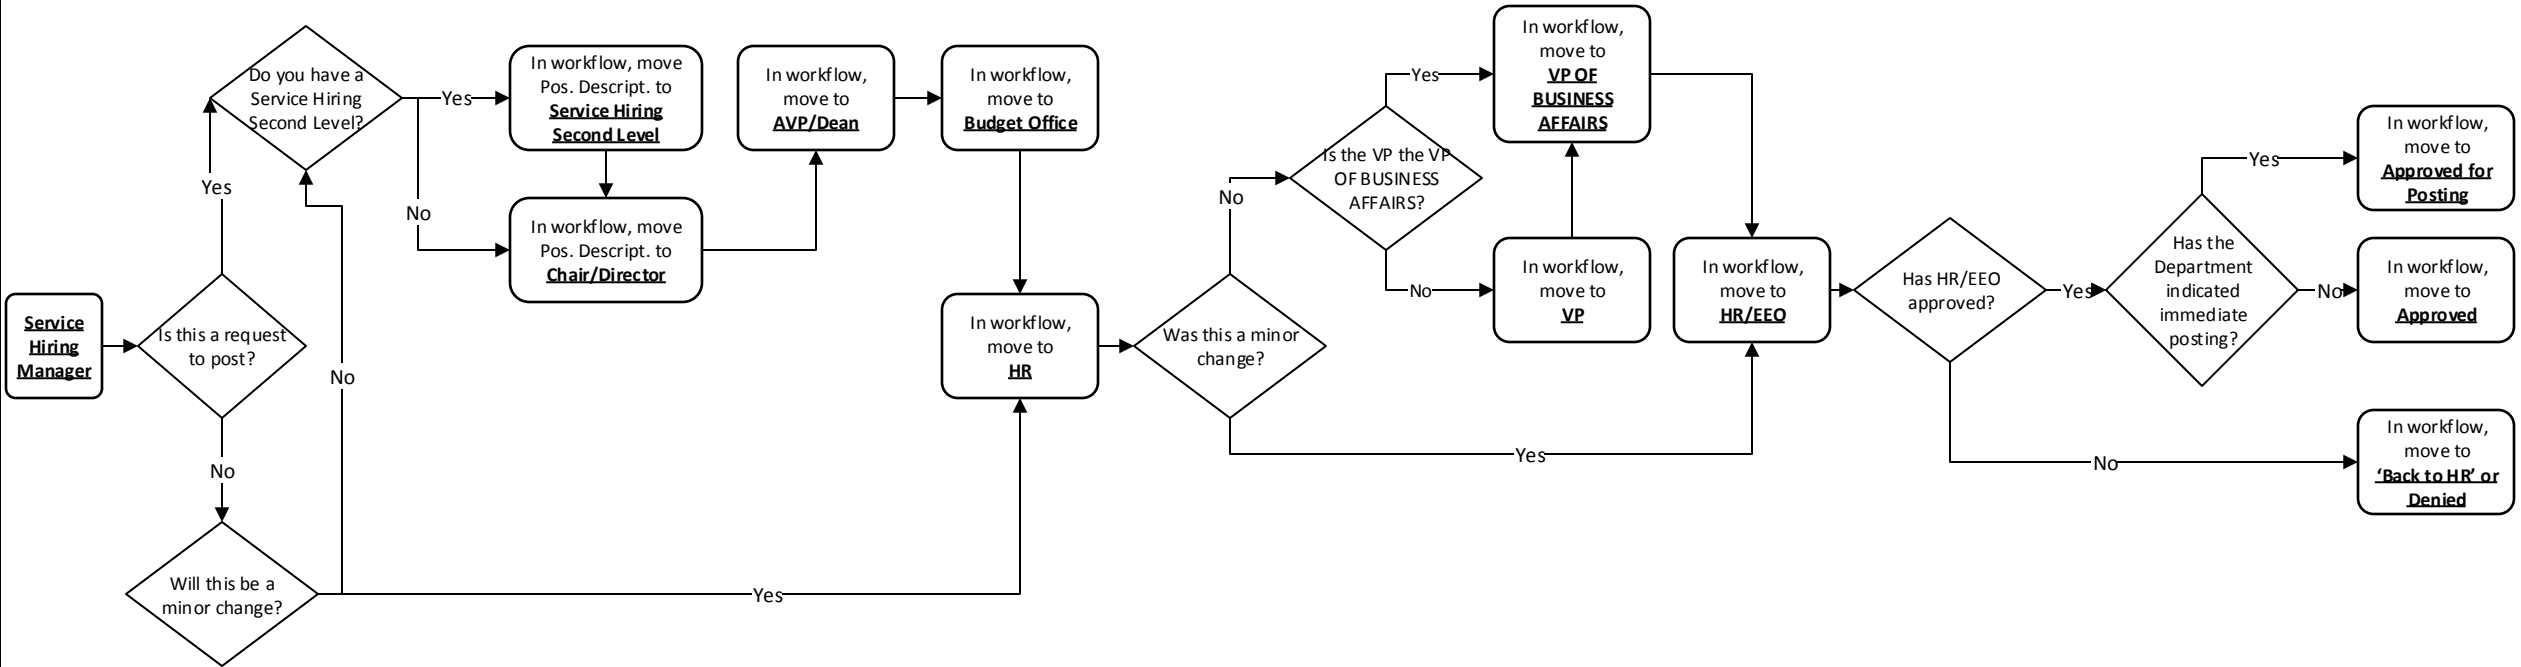 Service
Hiring
Manager
Is this a request
to post?
Yes
No
Will this be a
minor change?
No
Yes
Do you have a
Service Hiring
Second Level?
Yes
No
In workflow, move
Pos. Descript. to
Service Hiring
Second Level
In workflow, move
Pos. Descript. to
Chair/Director
In workflow,
move to
AVP/Dean
In workflow,
move to
Budget Office
In workflow,
move to
HR
Was this a minor
change?
No
Yes
Is the VP the VP
OF BUSINESS
AFFAIRS?
Yes
No
In workflow,
move to
VP OF
BUSINESS
AFFAIRS
In workflow,
move to
VP
In workflow,
move to
HR/EEO
Has HR/EEO
approved?
Yes
No
Has the
Department
indicated
immediate
posting?
Yes
No
In workflow,
move to
Approved for
Posting
In workflow,
move to
Approved
In workflow,
move to
‘Back to HR’ or
Denied